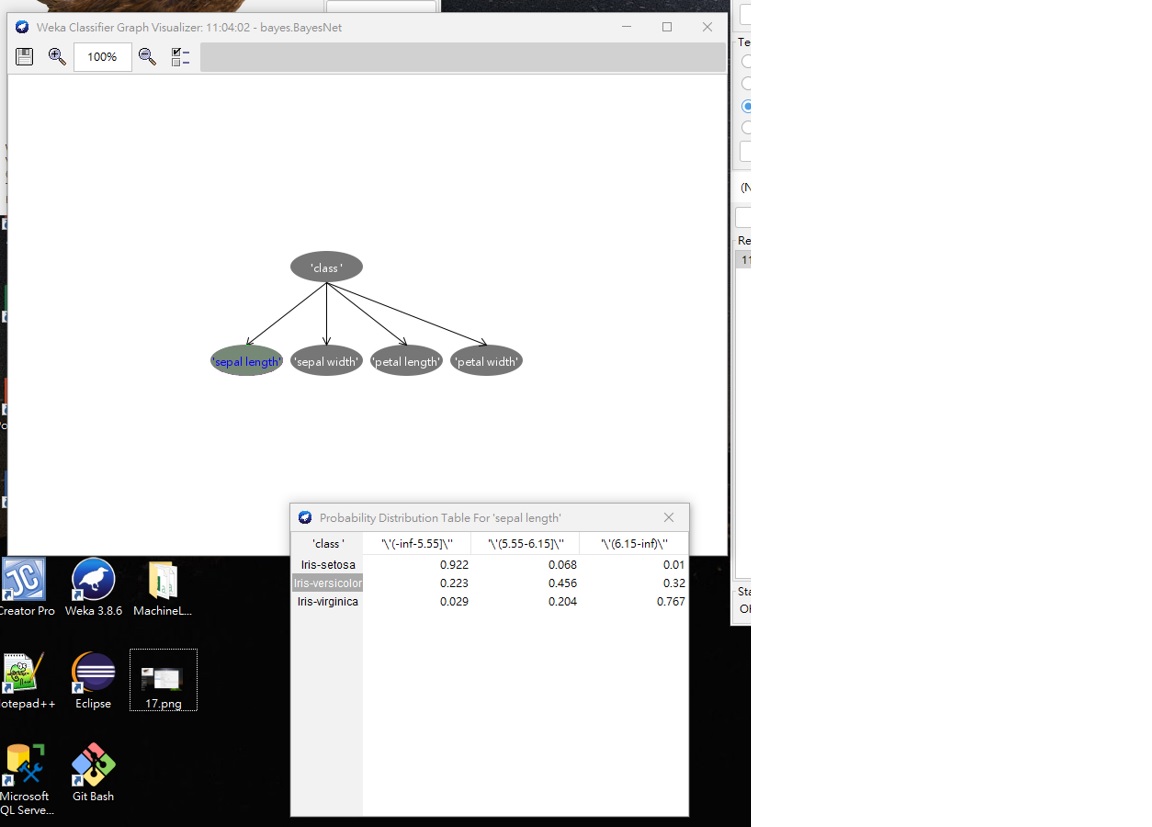 Weka Classifier Graph Visualizer: 11:04:02 - bayes.BayesNet
100%
Te
(N
Re
11
'class '
'sepal length'
'sepal width'
'petal length'
'petal width'
Probability Distribution Table For 'sepal length'
'class '
'\'(-inf-5.55]\''
'\'(5.55-6.15]\''
'\'(6.15-inf)\''
Iris-setosa 0.922 0.068 0.01
Iris-versicolor 0.223 0.456 0.32
Iris-virginica 0.029 0.204 0.767
Sta
Creator Pro
Weka 3.8.6
MachineL...
otepad++
Eclipse
17.png
Microsoft
QL Serve...
Git Bash